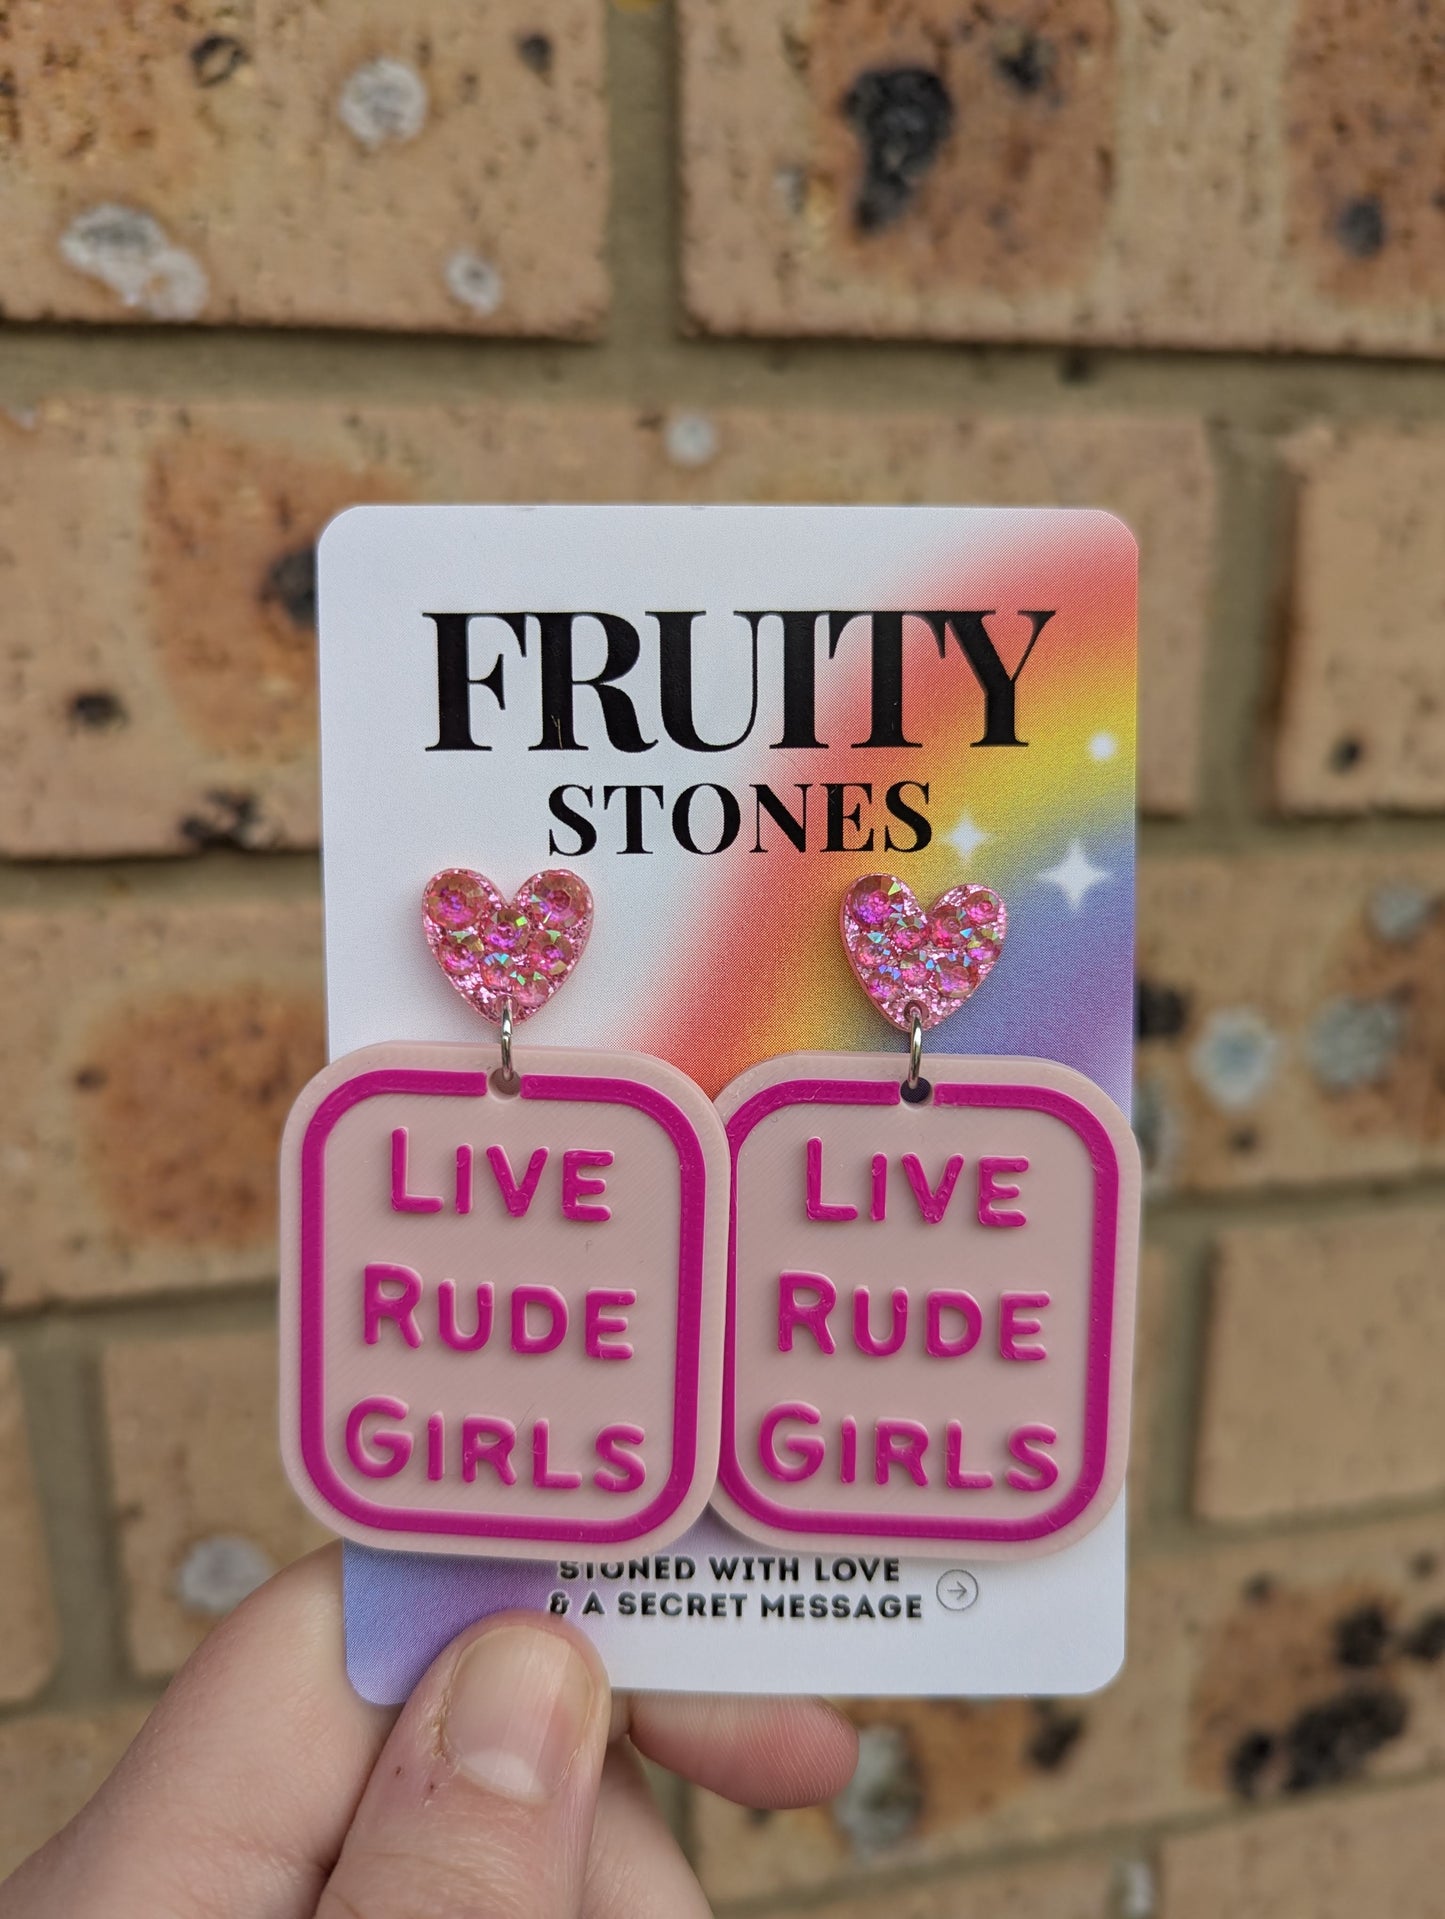 FRUITY
STONES
LIVE
RUDE
GIRLS
LIVE
RUDE
GIRLS
STONED WITH LOVE
& A SECRET MESSAGE